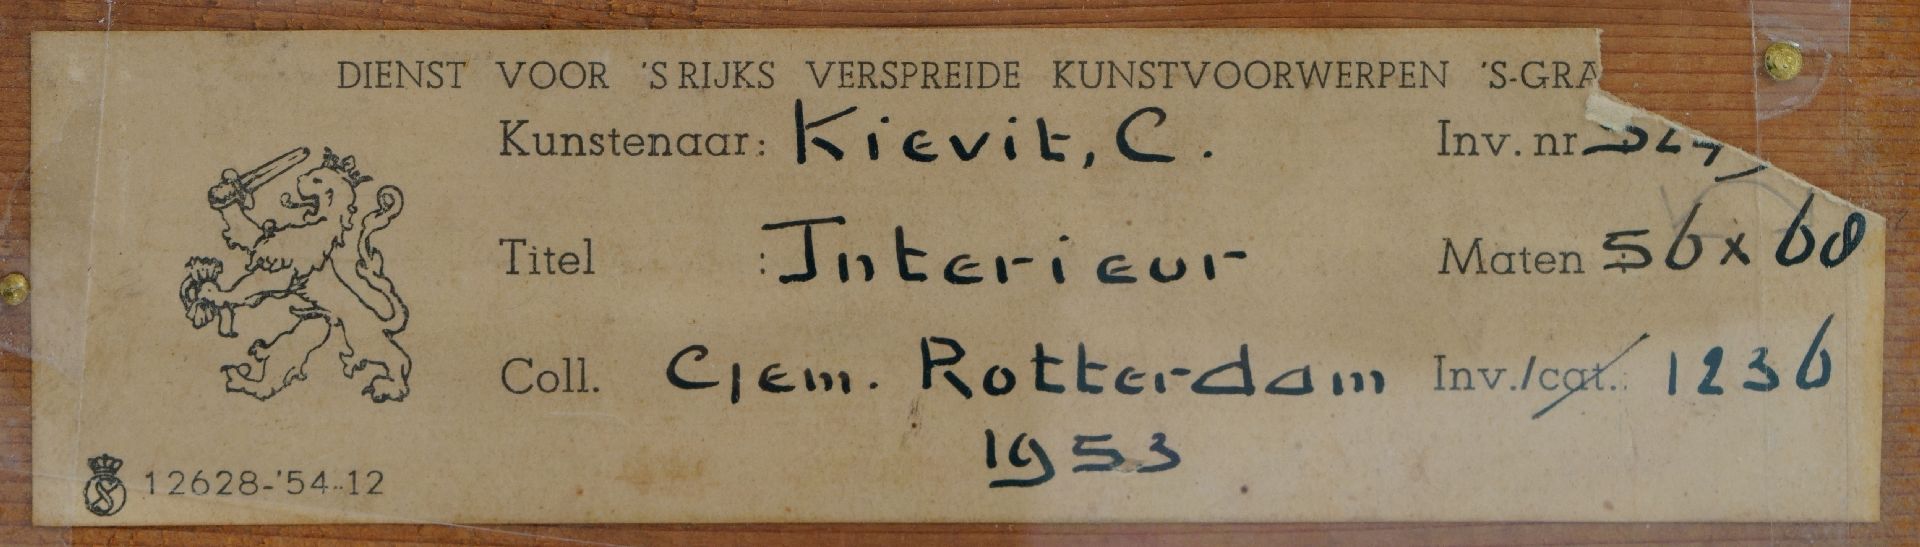 DIENST VOOR 'S RIJKS VERSPREIDE KUNSTVOORWERPEN 'S-GRA
Kunstenaar: Kievit, C. Inv. nr
Titel : Interieur Maten 56 x 68
Coll. Gem. Rotterdam Inv./cat.: 1236
1953
12628-'54-12